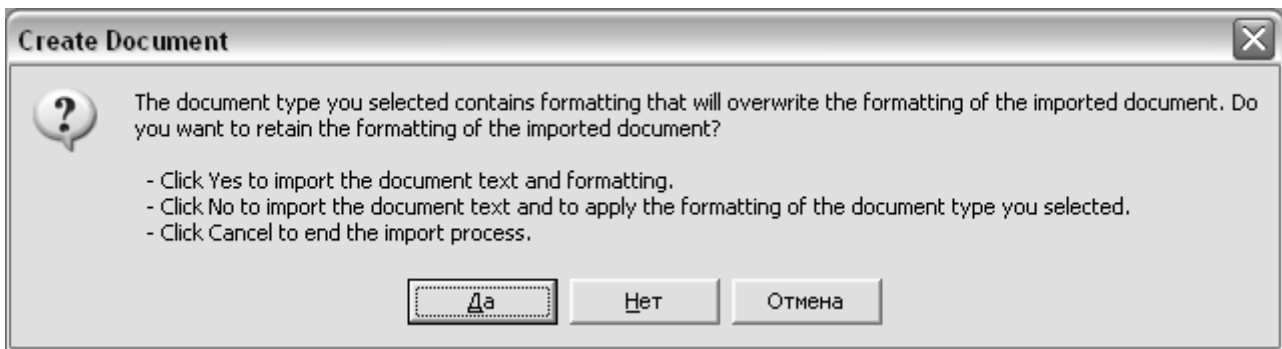 Create Document
The document type you selected contains formatting that will overwrite the formatting of the imported document. Do
you want to retain the formatting of the imported document?
- Click Yes to import the document text and formatting.
- Click No to import the document text and to apply the formatting of the document type you selected.
- Click Cancel to end the import process.
Да Нет Отмена